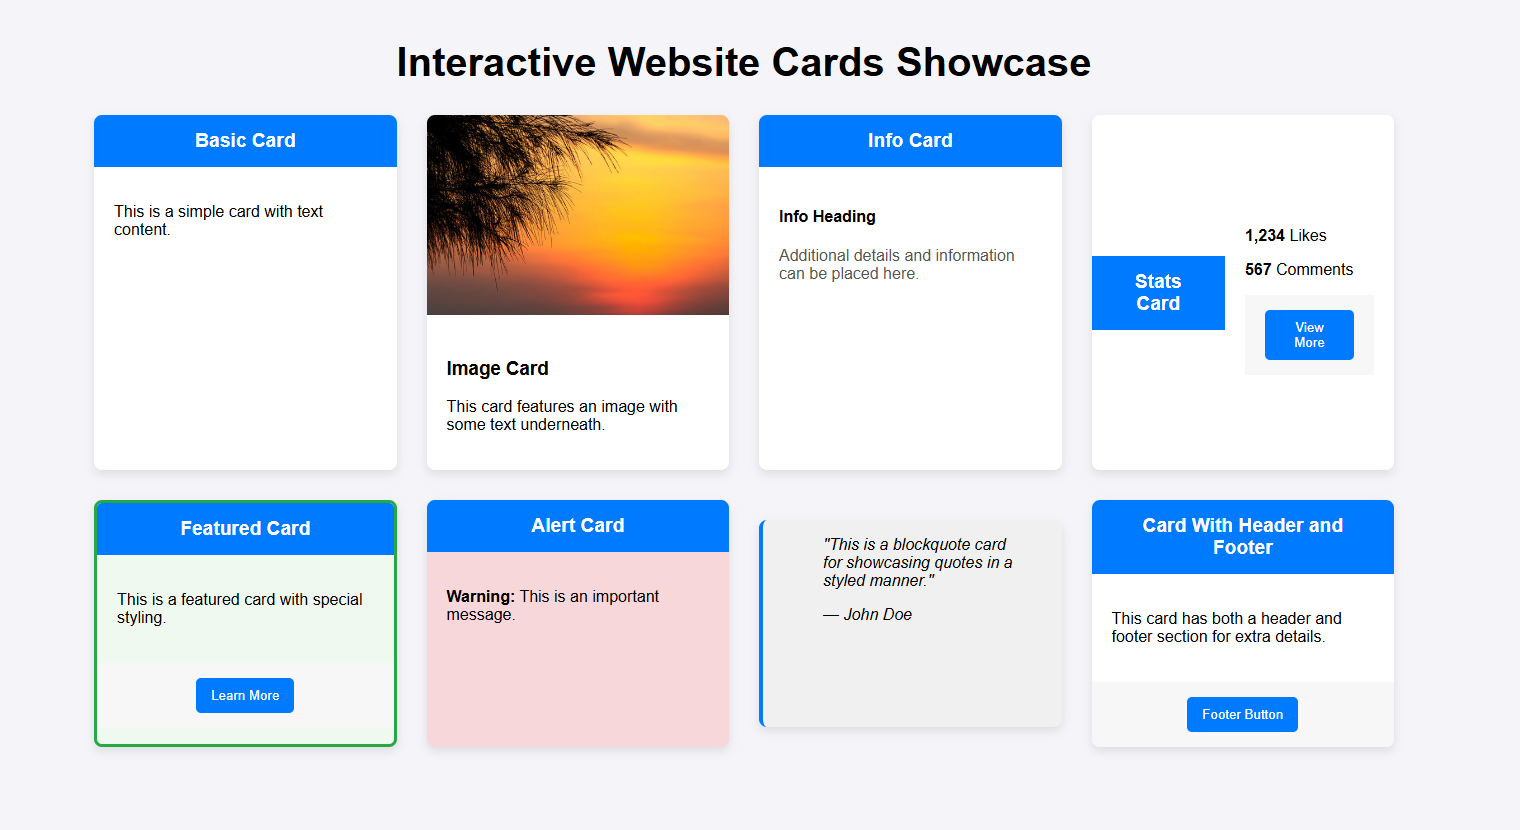 Interactive Website Cards Showcase
Basic Card
This is a simple card with text
content.
Image Card
This card features an image with
some text underneath.
Info Card
Info Heading
Additional details and information
can be placed here.
Stats
Card
1,234 Likes
567 Comments
View
More
Featured Card
This is a featured card with special
styling.
Learn More
Alert Card
Warning: This is an important
message.
"This is a blockquote card
for showcasing quotes in a
styled manner."
— John Doe
Card With Header and
Footer
This card has both a header and
footer section for extra details.
Footer Button